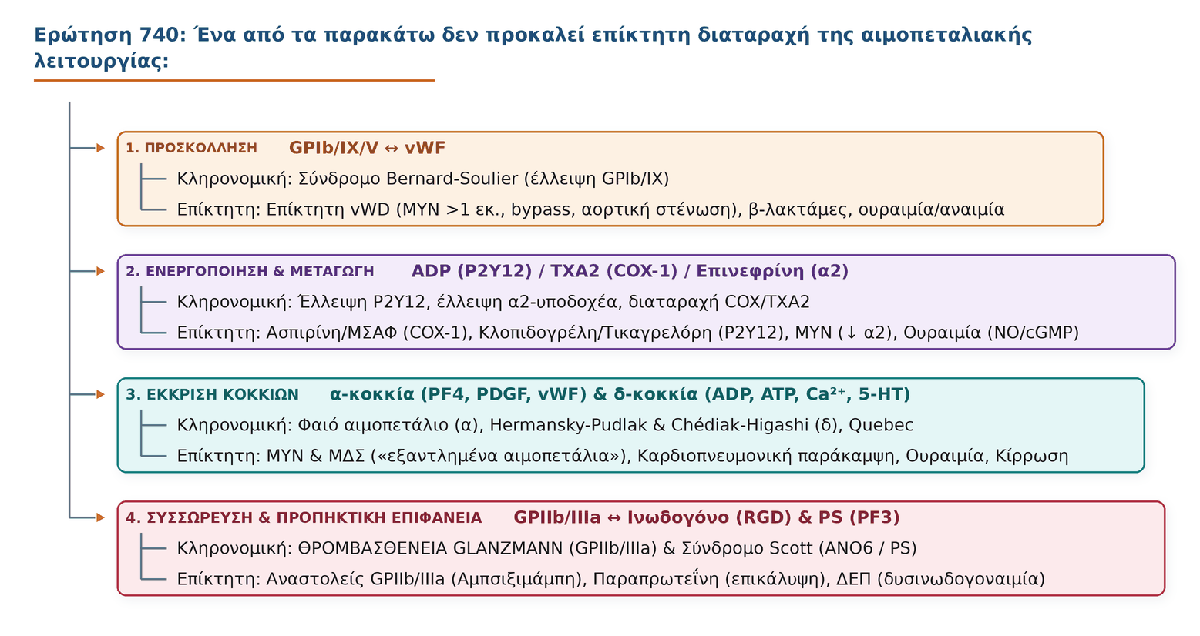 Ερώτηση 740: Ένα από τα παρακάτω δεν προκαλεί επίκτητη διαταραχή της αιμοπεταλιακής
λειτουργίας:
1. ΠΡΟΣΚΟΛΛΗΣΗ GPIb/IX/V ↔ vWF
Κληρονομική: Σύνδρομο Bernard-Soulier (έλλειψη GPIb/IX)
Επίκτητη: Επίκτητη vWD (ΜΥΝ >1 εκ., bypass, αορτική στένωση), β-λακτάμες, ουραιμία/αναιμία
2. ΕΝΕΡΓΟΠΟΙΗΣΗ & ΜΕΤΑΓΩΓΗ ADP (P2Y12) / TXA2 (COX-1) / Επινεφρίνη (α2)
Κληρονομική: Έλλειψη P2Y12, έλλειψη α2-υποδοχέα, διαταραχή COX/TXA2
Επίκτητη: Ασπιρίνη/ΜΣΑΦ (COX-1), Κλοπιδογρέλη/Τικαγρελόρη (P2Y12), ΜΥΝ (↓ α2), Ουραιμία (NO/cGMP)
3. ΕΚΚΡΙΣΗ ΚΟΚΚΙΩΝ α-κοκκία (PF4, PDGF, vWF) & δ-κοκκία (ADP, ATP, Ca²⁺, 5-HT)
Κληρονομική: Φαιό αιμοπετάλιο (α), Hermansky-Pudlak & Chédiak-Higashi (δ), Quebec
Επίκτητη: ΜΥΝ & ΜΔΣ («εξαντλημένα αιμοπετάλια»), Καρδιοπνευμονική παράκαμψη, Ουραιμία, Κίρρωση
4. ΣΥΣΣΩΡΕΥΣΗ & ΠΡΟΠΗΚΤΙΚΗ ΕΠΙΦΑΝΕΙΑ GPIIb/IIIa ↔ Ινωδογόνο (RGD) & PS (PF3)
Κληρονομική: ΘΡΟΜΒΑΣΘΕΝΕΙΑ GLANZMANN (GPIIb/IIIa) & Σύνδρομο Scott (ANO6 / PS)
Επίκτητη: Αναστολείς GPIIb/IIIa (Αμπσιξιμάμπη), Παραπρωτεΐνη (επικάλυψη), ΔΕΠ (δυσινωδογοναιμία)